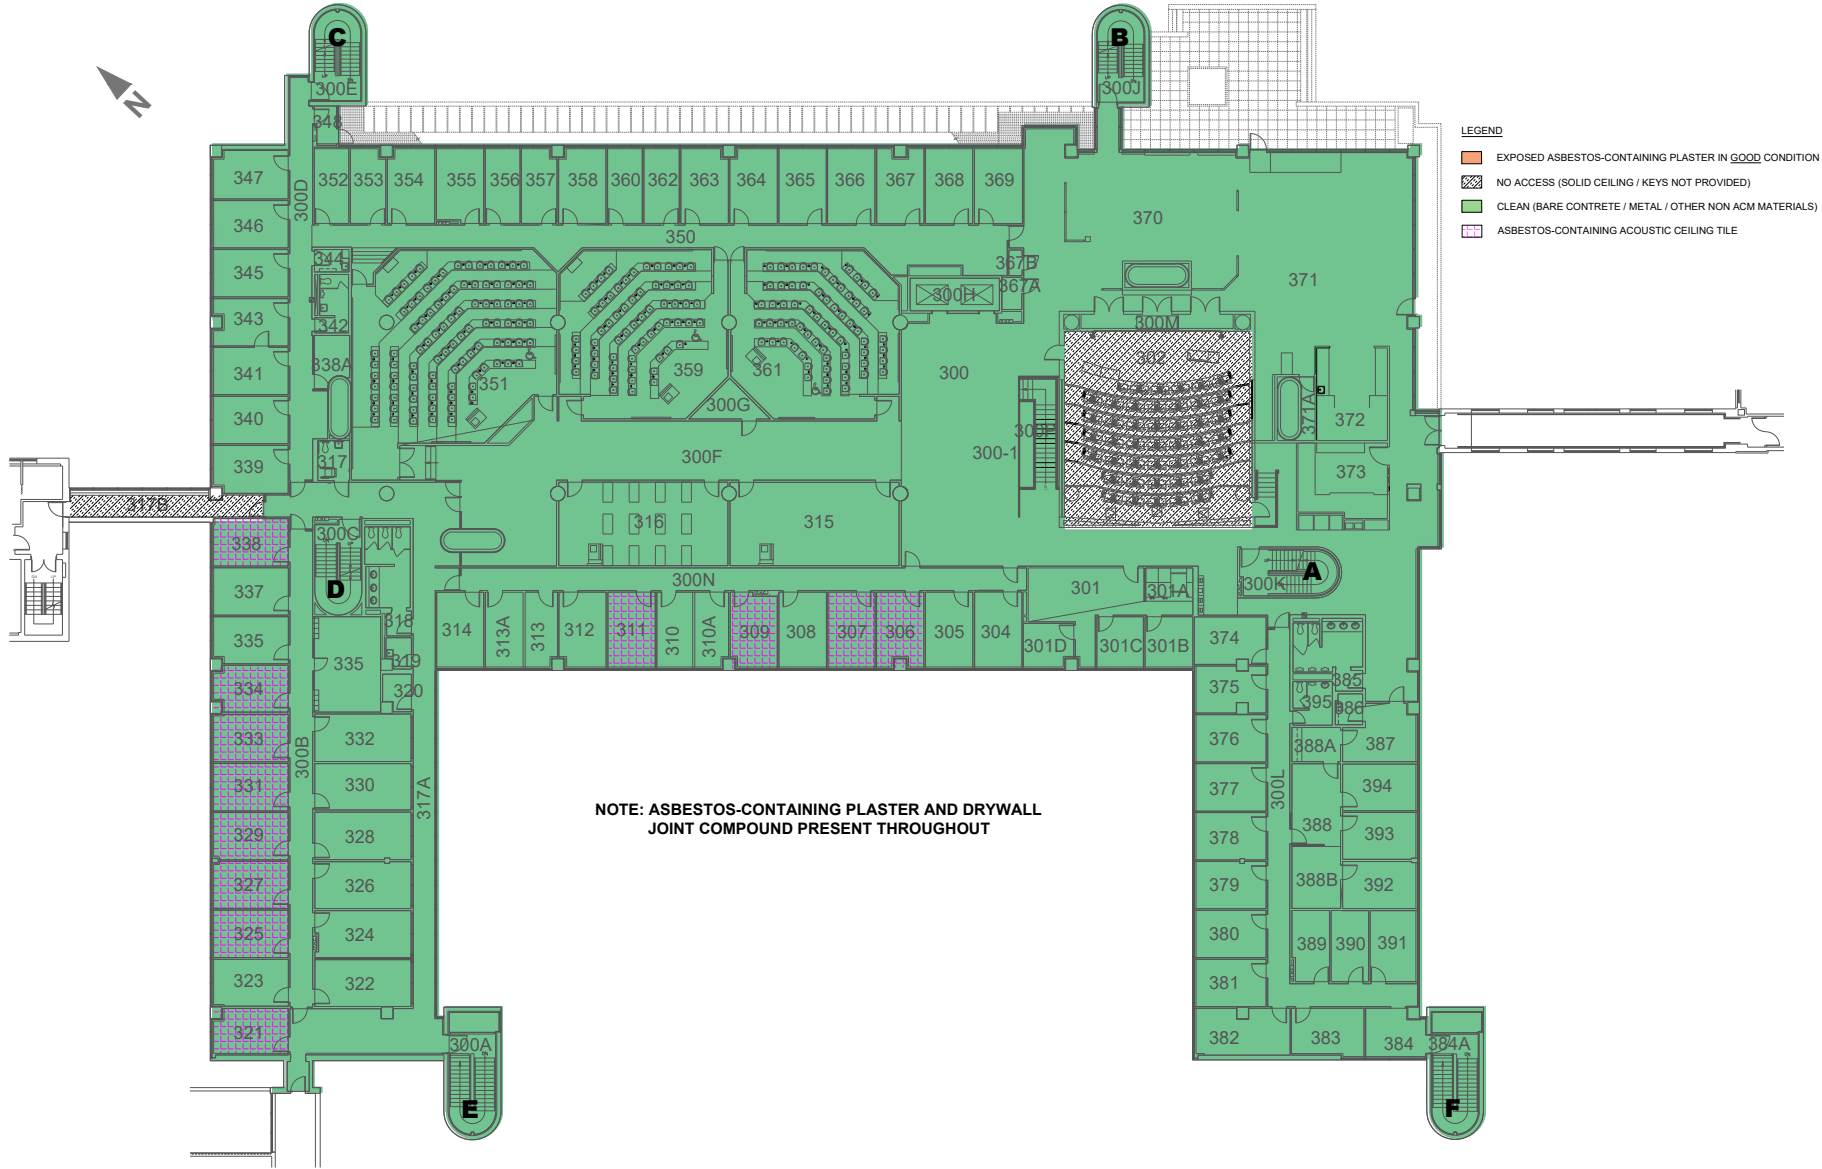 C
B
300E
300J
N
348
LEGEND
EXPOSED ASBESTOS-CONTAINING PLASTER IN GOOD CONDITION
NO ACCESS (SOLID CEILING / KEYS NOT PROVIDED)
CLEAN (BARE CONTRETE / METAL / OTHER NON ACM MATERIALS)
ASBESTOS-CONTAINING ACOUSTIC CEILING TILE
347
300D
352
353
354
355
356
357
358
360
362
363
364
365
366
367
368
369
346
370
350
344
345
367B
367A
371
300H
343
342
300M
338A
341
351
359
361
300
340
300G
371A
372
300-1
339
317
300F
373
317B
316
315
338
300C
D
337
300N
301
301A
300K
A
335
314
313A
313
312
311
310
310A
309
308
307
306
305
304
301D
301C
301B
374
318
319
335
320
334
375
385
395
386
333
300B
332
376
388A
387
331
330
317A
377
300L
394
NOTE: ASBESTOS-CONTAINING PLASTER AND DRYWALL
JOINT COMPOUND PRESENT THROUGHOUT
329
328
378
388
393
327
326
379
388B
392
325
324
380
389
390
391
323
322
381
321
300A
382
383
384
384A
E
F